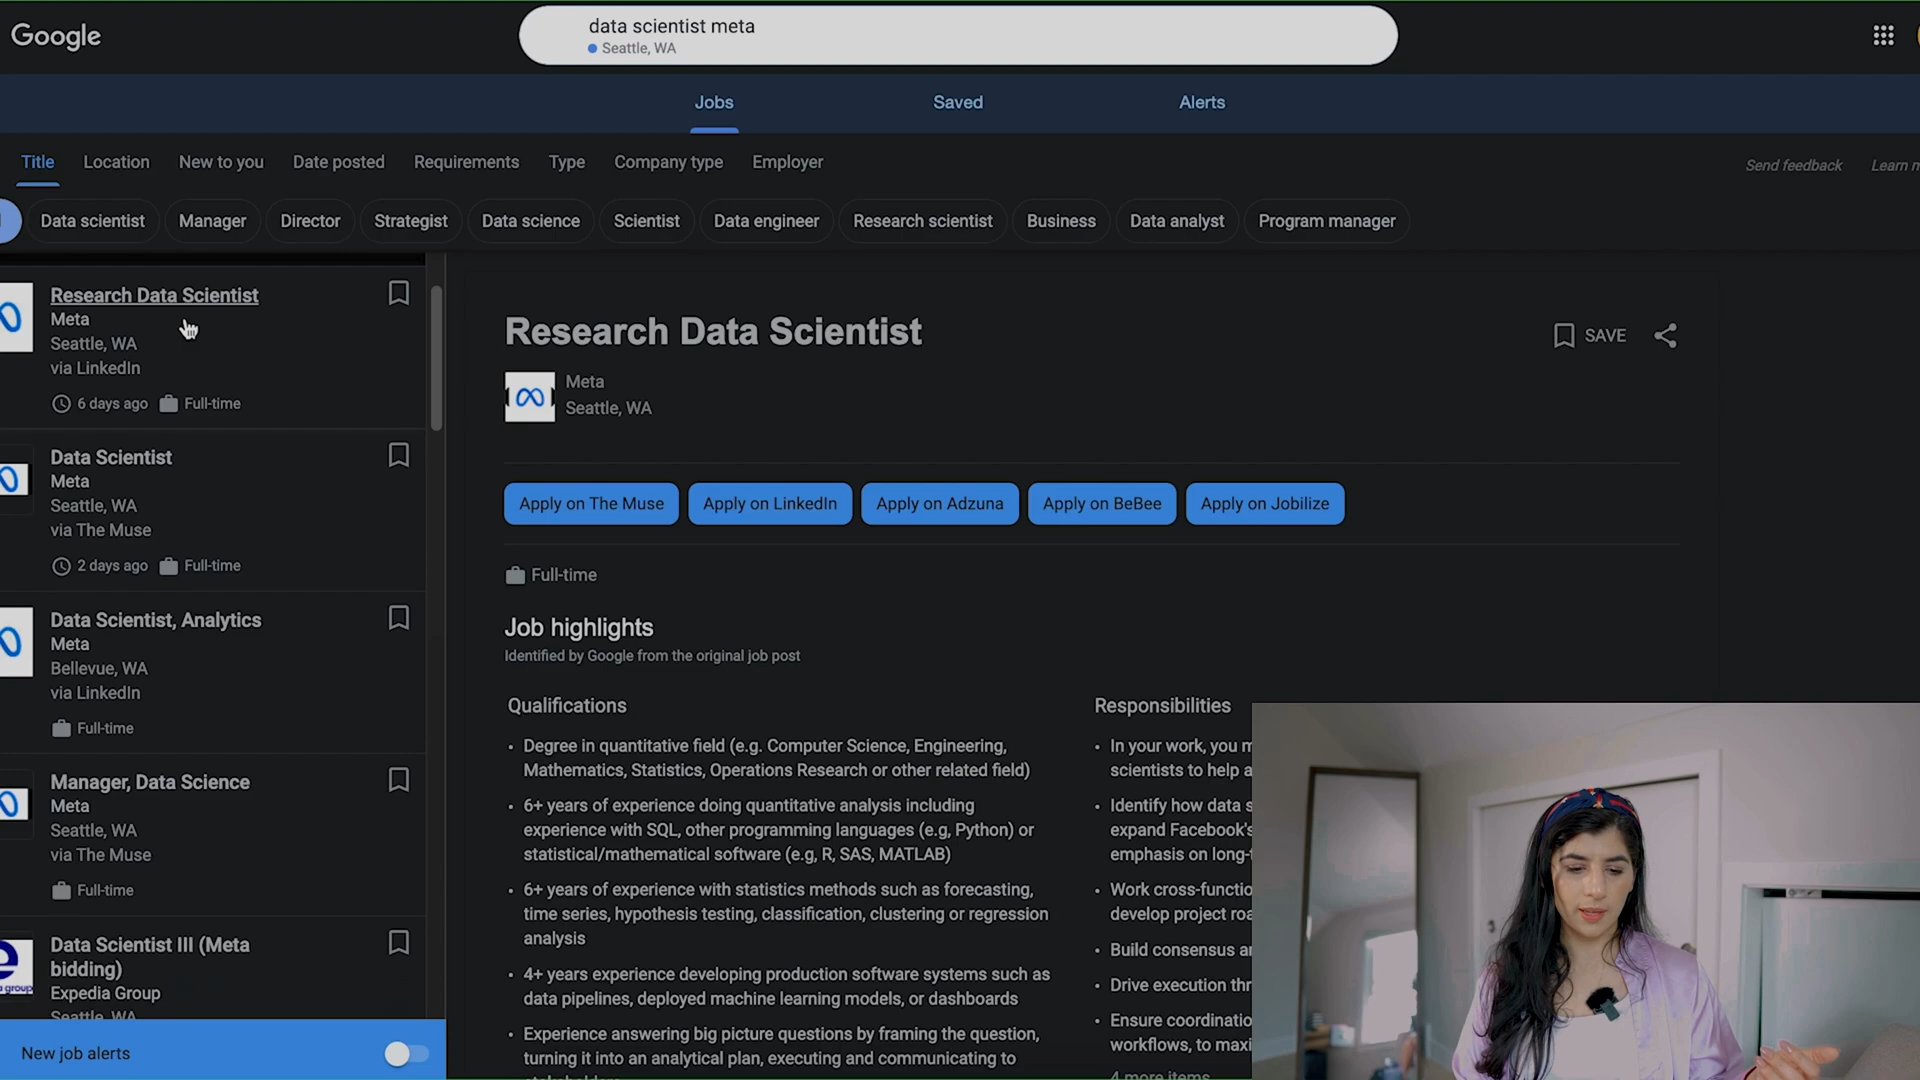 Google
data scientist meta
Seattle, WA
Jobs
Saved
Alerts
Title
Location
New to you
Date posted
Requirements
Type
Company type
Employer
Send feedback
Learn
Data scientist
Manager
Director
Strategist
Data science
Scientist
Data engineer
Research scientist
Business
Data analyst
Program manager
Research Data Scientist
Meta
Seattle, WA
via LinkedIn
6 days ago
Full-time
Data Scientist
Meta
Seattle, WA
via The Muse
2 days ago
Full-time
Data Scientist, Analytics
Meta
Bellevue, WA
via LinkedIn
Full-time
Manager, Data Science
Meta
Seattle, WA
via The Muse
Full-time
Data Scientist III (Meta
bidding)
Expedia Group
Seattle, WA
group
New job alerts
Research Data Scientist
SAVE
Meta
Seattle, WA
Apply on The Muse
Apply on LinkedIn
Apply on Adzuna
Apply on BeBee
Apply on Jobilize
Full-time
Job highlights
Identified by Google from the original job post
Qualifications
• Degree in quantitative field (e.g. Computer Science, Engineering,
Mathematics, Statistics, Operations Research or other related field)
• 6+ years of experience doing quantitative analysis including
experience with SQL, other programming languages (e.g, Python) or
statistical/mathematical software (e.g, R, SAS, MATLAB)
• 6+ years of experience with statistics methods such as forecasting,
time series, hypothesis testing, classification, clustering or regression
analysis
• 4+ years experience developing production software systems such as
data pipelines, deployed machine learning models, or dashboards
• Experience answering big picture questions by framing the question,
turning it into an analytical plan, executing and communicating to
Responsibilities
• In your work, you
scientists to help
• Identify how data
expand Facebook's
emphasis on long-
• Work cross-functio
develop project roa
• Build consensus
• Drive execution
• Ensure coordinatio
workflows, to maxi
4 more items